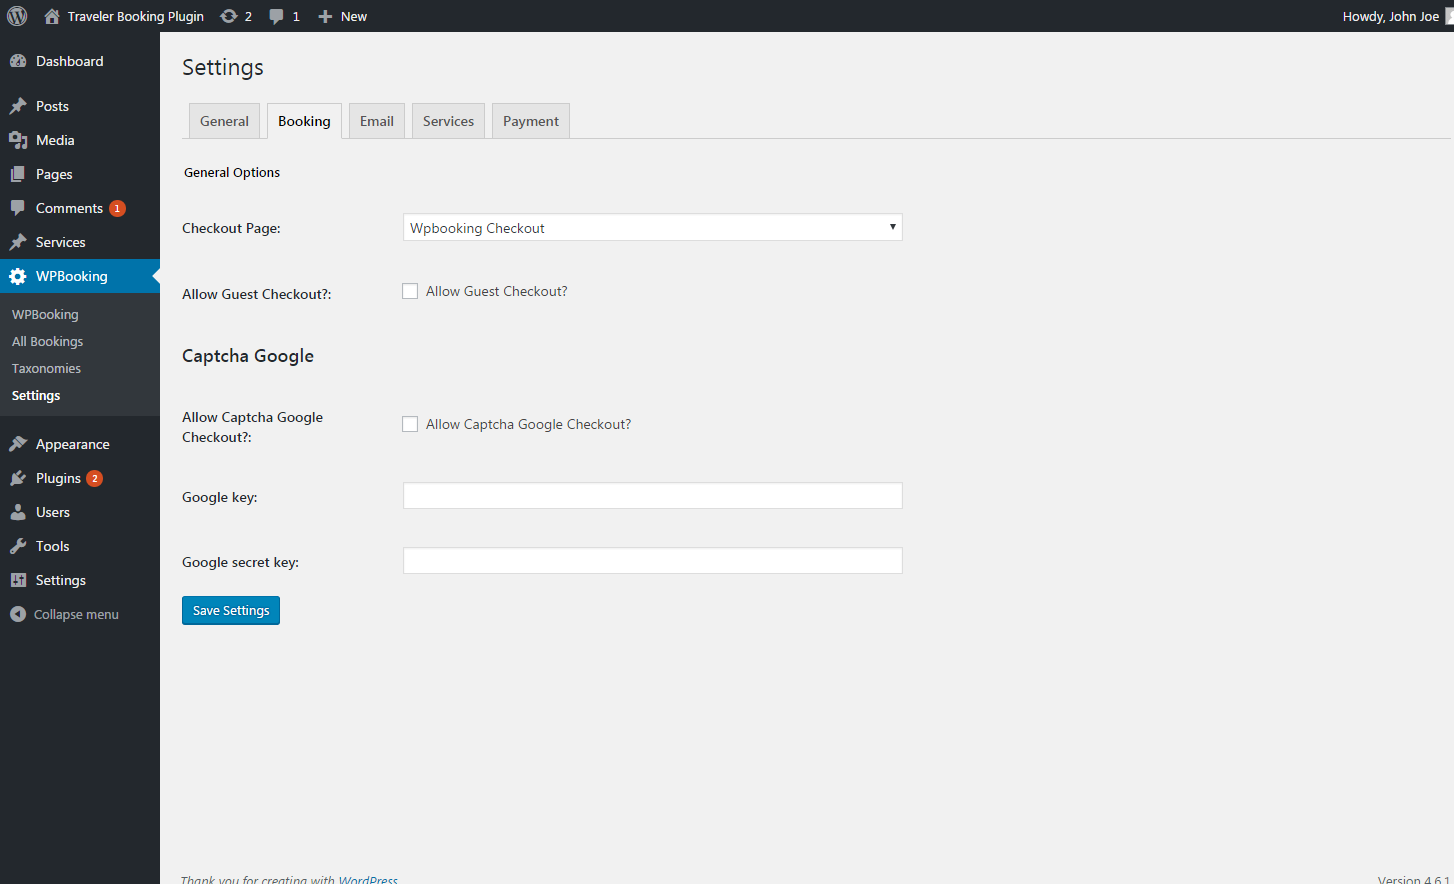 Traveler Booking Plugin 2 1 New Howdy, John Joe
Dashboard
Posts
Media
Pages
Comments 1
Services
WPBooking
WPBooking
All Bookings
Taxonomies
Settings
Appearance
Plugins 2
Users
Tools
Settings
Collapse menu
Settings
General Booking Email Services Payment
General Options
Checkout Page: Wpbooking Checkout
Allow Guest Checkout?: Allow Guest Checkout?
Captcha Google
Allow Captcha Google
Checkout?: Allow Captcha Google Checkout?
Google key:
Google secret key:
Save Settings
Thank you for creating with WordPress
Version 4.6.1